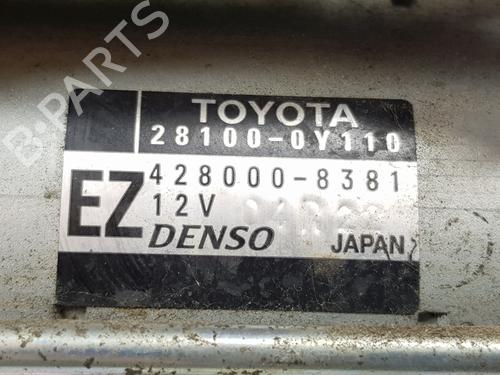 B-PARTS
TOYOTA
28100-0Y110
EZ
428000-8381
12V
DENSO
JAPAN